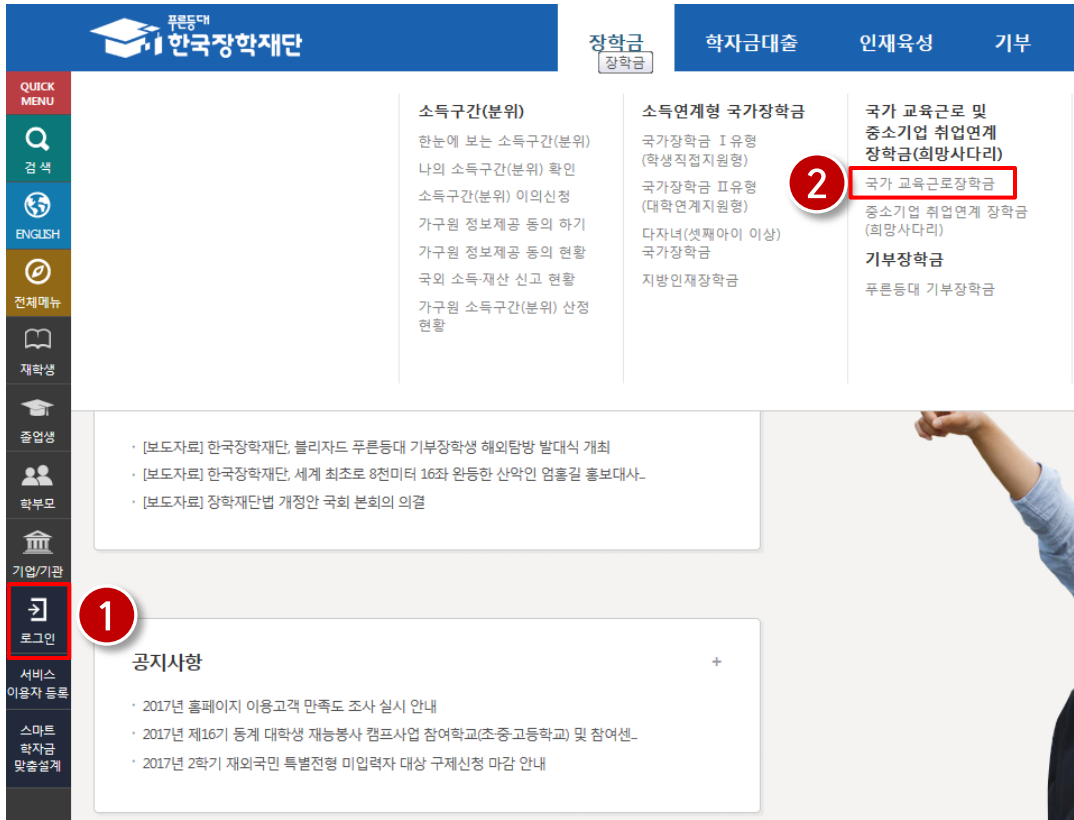 푸른등대
한국장학재단
장학금
학자금대출
인재육성
기부
장학금
QUICK
MENU
검 색
ENGLISH
전체메뉴
재학생
졸업생
학부모
기업/기관
로그인
서비스
이용자 등록
스마트
학자금
맞춤설계
소득구간(분위)
한눈에 보는 소득구간(분위)
나의 소득구간(분위) 확인
소득구간(분위) 이의신청
가구원 정보제공 동의 하기
가구원 정보제공 동의 현황
국외 소득·재산 신고 현황
가구원 소득구간(분위) 산정
현황
소득연계형 국가장학금
국가장학금 Ⅰ유형
(학생직접지원형)
국가장학금 Ⅱ유형
(대학연계지원형)
다자녀(셋째아이 이상)
국가장학금
지방인재장학금
국가 교육근로 및
중소기업 취업연계
장학금(희망사다리)
2
국가 교육근로장학금
중소기업 취업연계 장학금
(희망사다리)
기부장학금
푸른등대 기부장학금
· [보도자료] 한국장학재단, 블리자드 푸른등대 기부장학생 해외탐방 발대식 개최
· [보도자료] 한국장학재단, 세계 최초로 8천미터 16좌 완등한 산악인 엄홍길 홍보대사...
· [보도자료] 장학재단법 개정안 국회 본회의 의결
1
공지사항
+
· 2017년 홈페이지 이용고객 만족도 조사 실시 안내
· 2017년 제16기 동계 대학생 재능봉사 캠프사업 참여학교(초·중·고등학교) 및 참여센...
· 2017년 2학기 재외국민 특별전형 미입력자 대상 구제신청 마감 안내